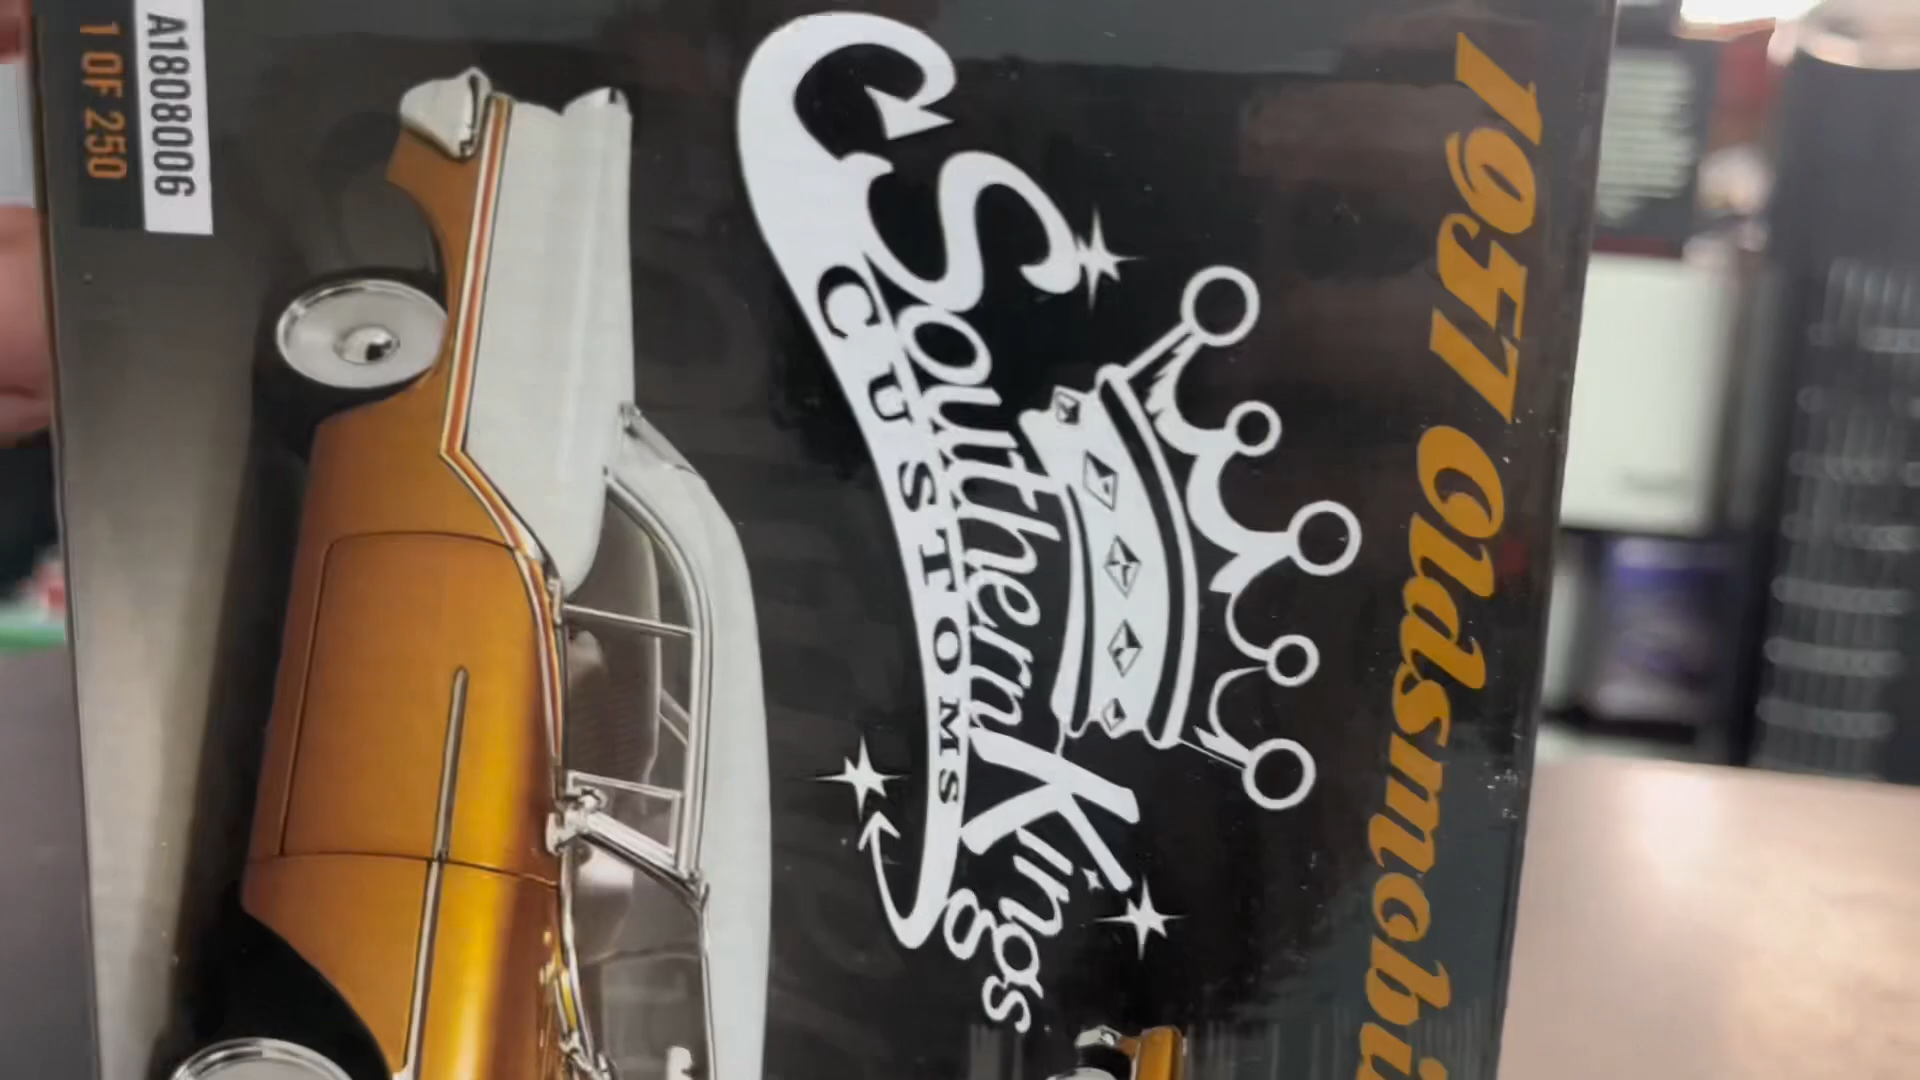 1957 Oldsmobi
Southern Kings
CUSTOMS
A1808006
1 OF 250